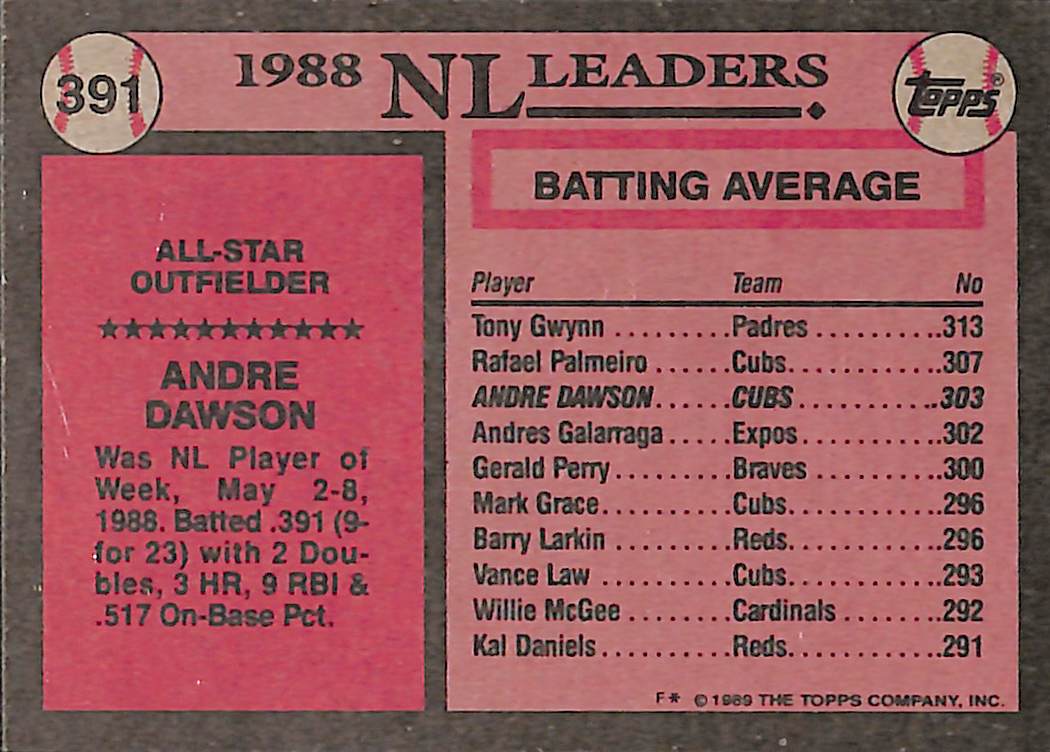 391
1988 NL LEADERS
TOPPS®
ALL-STAR
OUTFIELDER
★★★★★★★★★★★
ANDRE
DAWSON
Was NL Player of
Week, May 2-8,
1988. Batted .391 (9-
for 23) with 2 Dou-
bles, 3 HR, 9 RBI &
.517 On-Base Pct.
BATTING AVERAGE
Player Team No
Tony Gwynn .........Padres ...........313
Rafael Palmeiro ......Cubs.............307
ANDRE DAWSON......CUBS ............303
Andres Galarraga .....Expos............302
Gerald Perry.........Braves ...........300
Mark Grace..........Cubs.............296
Barry Larkin .........Reds.............296
Vance Law ..........Cubs.............293
Willie McGee ........Cardinals ........292
Kal Daniels..........Reds.............291
F* © 1989 THE TOPPS COMPANY, INC.